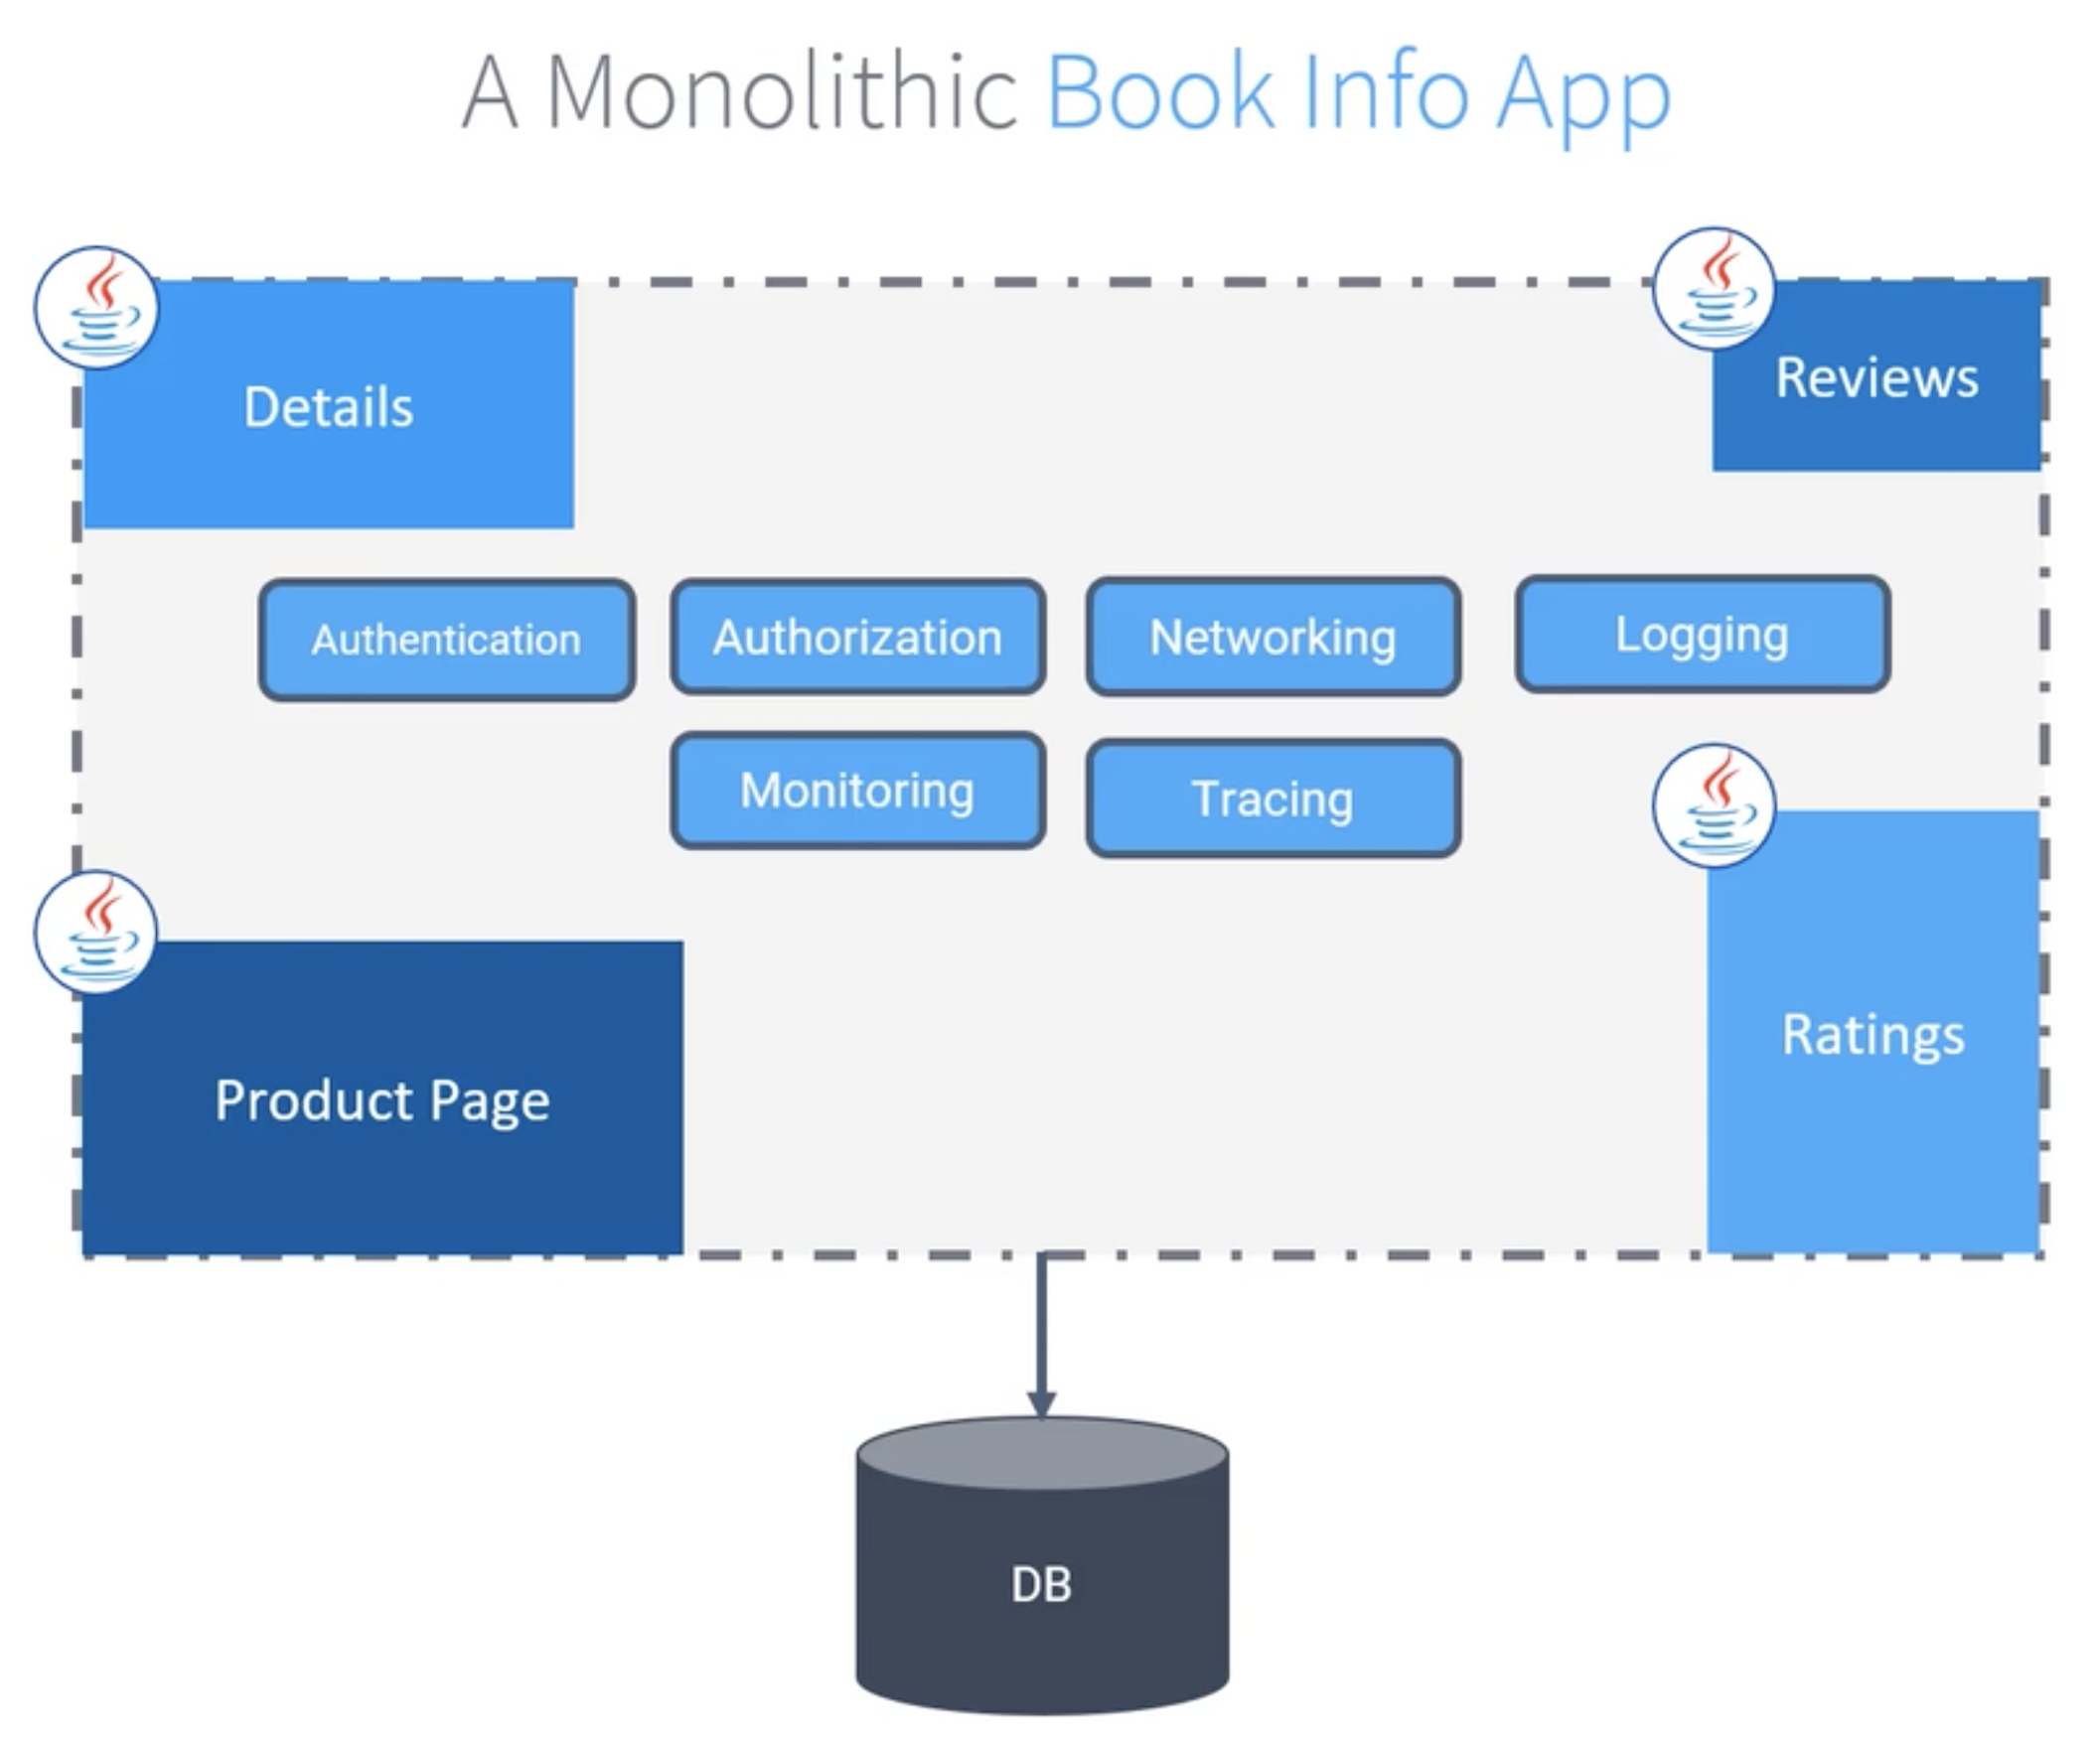 A Monolithic Book Info App
Details
Reviews
Authentication
Authorization
Networking
Logging
Monitoring
Tracing
Product Page
Ratings
DB